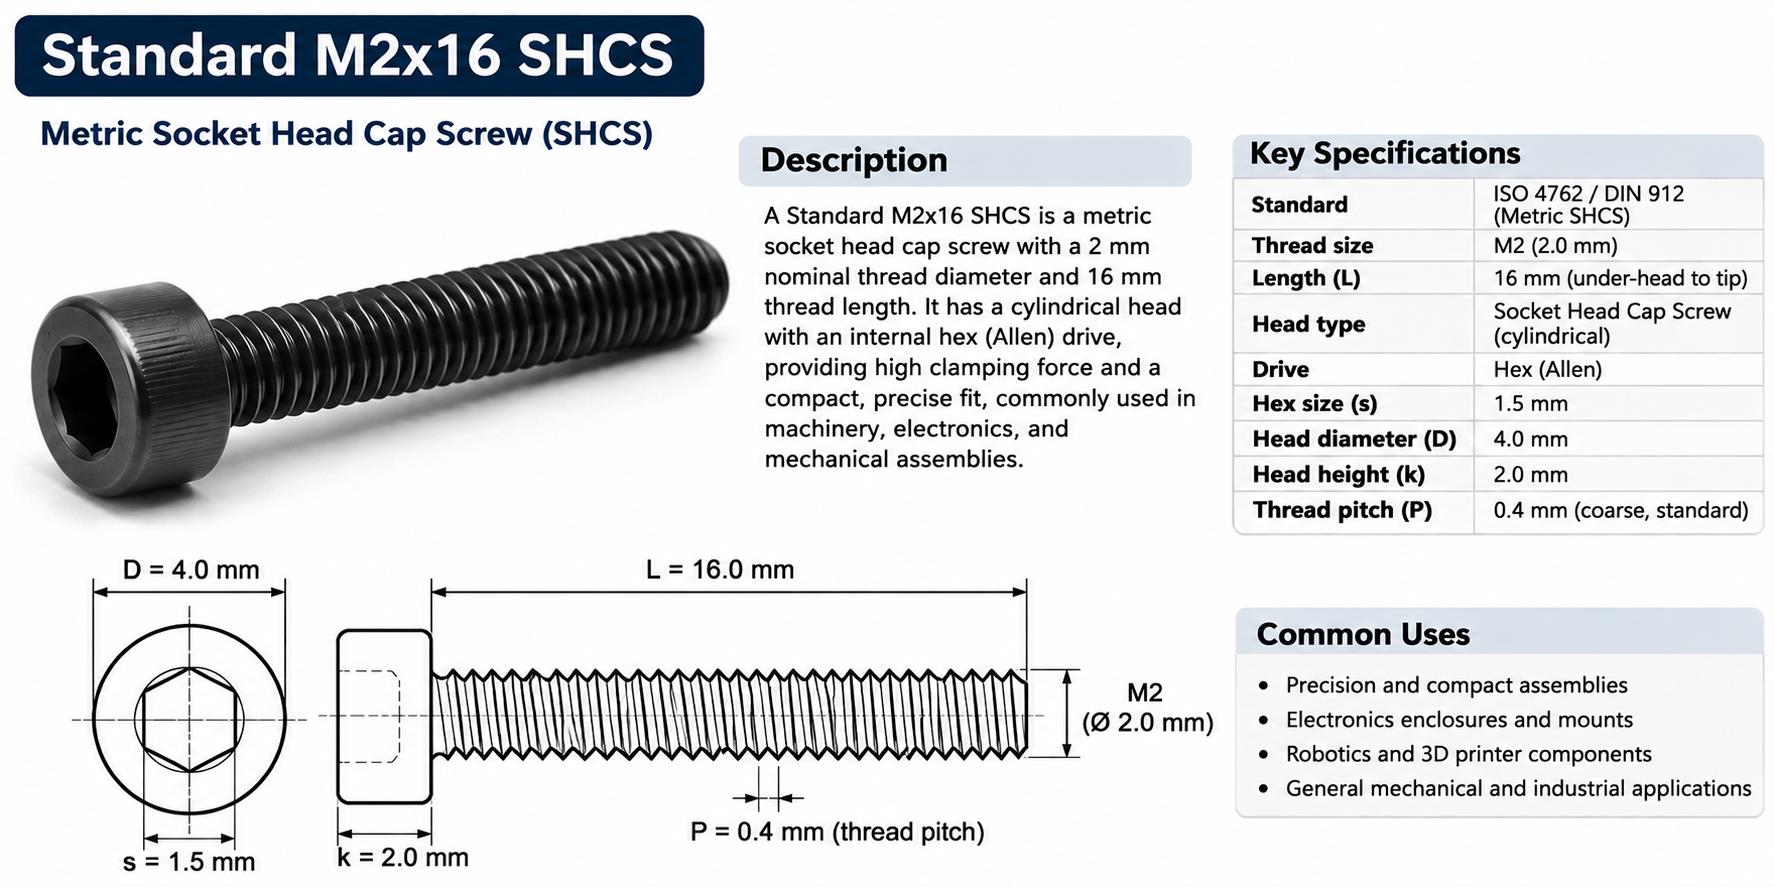 Standard M2x16 SHCS
Metric Socket Head Cap Screw (SHCS)
Description
A Standard M2x16 SHCS is a metric
socket head cap screw with a 2 mm
nominal thread diameter and 16 mm
thread length. It has a cylindrical head
with an internal hex (Allen) drive,
providing high clamping force and a
compact, precise fit, commonly used in
machinery, electronics, and
mechanical assemblies.
Key Specifications
Standard
ISO 4762 / DIN 912
(Metric SHCS)
Thread size
M2 (2.0 mm)
Length (L)
16 mm (under-head to tip)
Head type
Socket Head Cap Screw
(cylindrical)
Drive
Hex (Allen)
Hex size (s)
1.5 mm
Head diameter (D)
4.0 mm
Head height (k)
2.0 mm
Thread pitch (P)
0.4 mm (coarse, standard)
D = 4.0 mm
L = 16.0 mm
M2
(Ø 2.0 mm)
P = 0.4 mm (thread pitch)
s = 1.5 mm
k = 2.0 mm
Common Uses
• Precision and compact assemblies
• Electronics enclosures and mounts
• Robotics and 3D printer components
• General mechanical and industrial applications